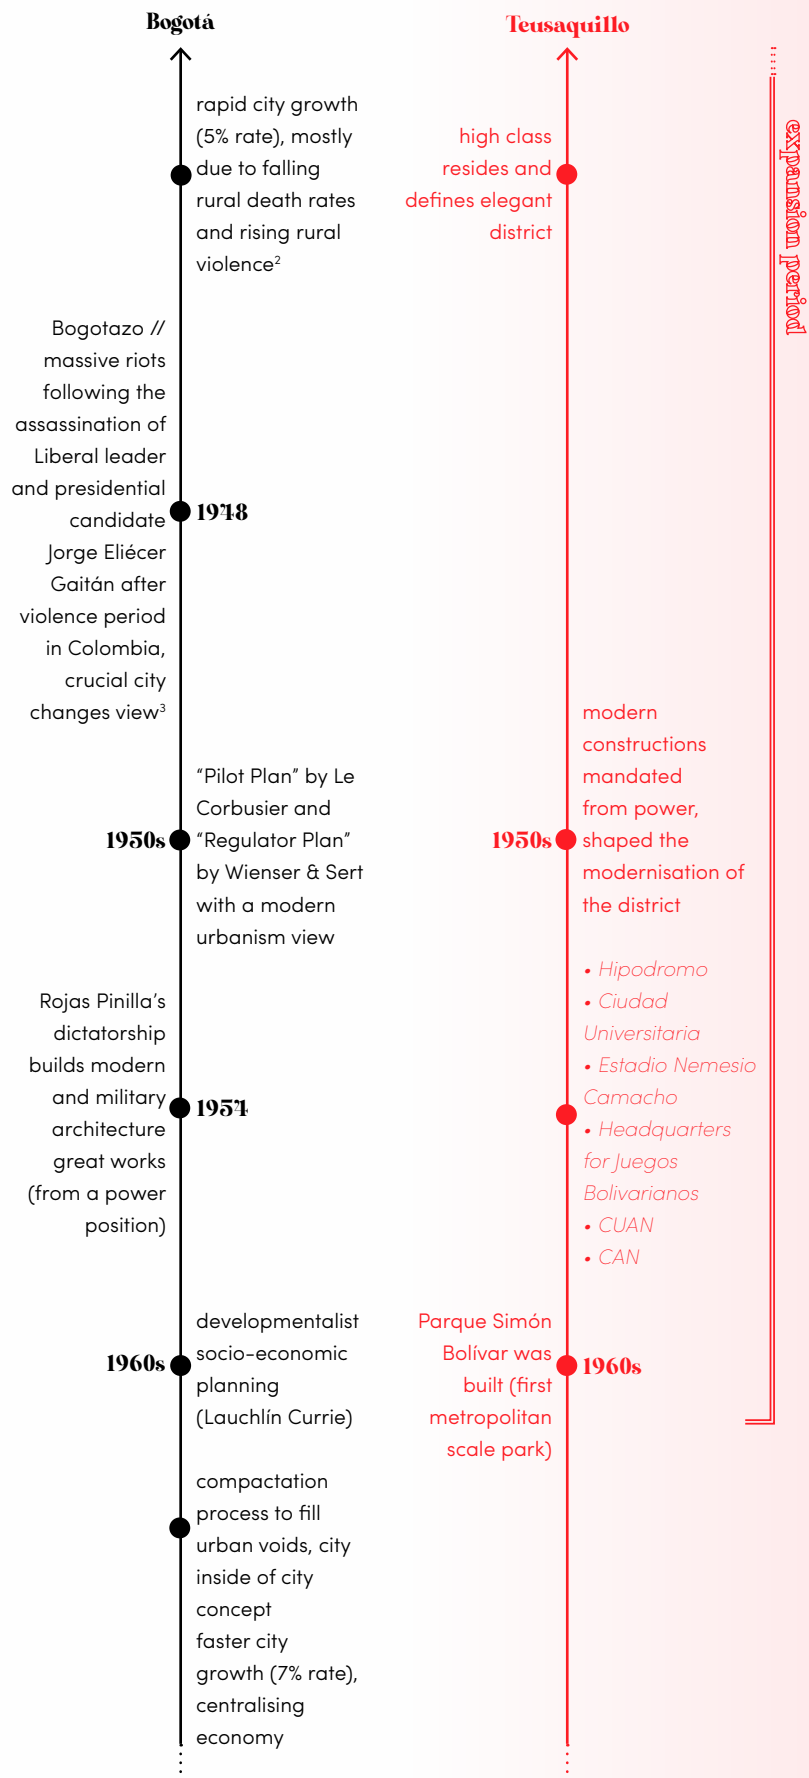 Bogotá
rapid city growth
(5% rate), mostly
due to falling
rural death rates
and rising rural
violence²
Bogotazo //
massive riots
following the
assassination of
Liberal leader
and presidential
candidate
Jorge Eliécer
Gaitán after
violence period
in Colombia,
crucial city
changes view³
1948
“Pilot Plan” by Le
Corbusier and
“Regulator Plan”
by Wienser & Sert
with a modern
urbanism view
1950s
Rojas Pinilla’s
dictatorship
builds modern
and military
architecture
great works
(from a power
position)
1954
1960s
developmentalist
socio-economic
planning
(Lauchlín Currie)
compactation
process to fill
urban voids, city
inside of city
concept
faster city
growth (7% rate),
centralising
economy
Teusaquillo
high class
resides and
defines elegant
district
1950s
modern
constructions
mandated
from power,
shaped the
modernisation of
the district
• Hipodromo
• Ciudad
Universitaria
• Estadio Nemesio
Camacho
• Headquarters
for Juegos
Bolivarianos
• CUAN
• CAN
Parque Simón
Bolívar was
built (first
metropolitan
scale park)
1960s
expansion period